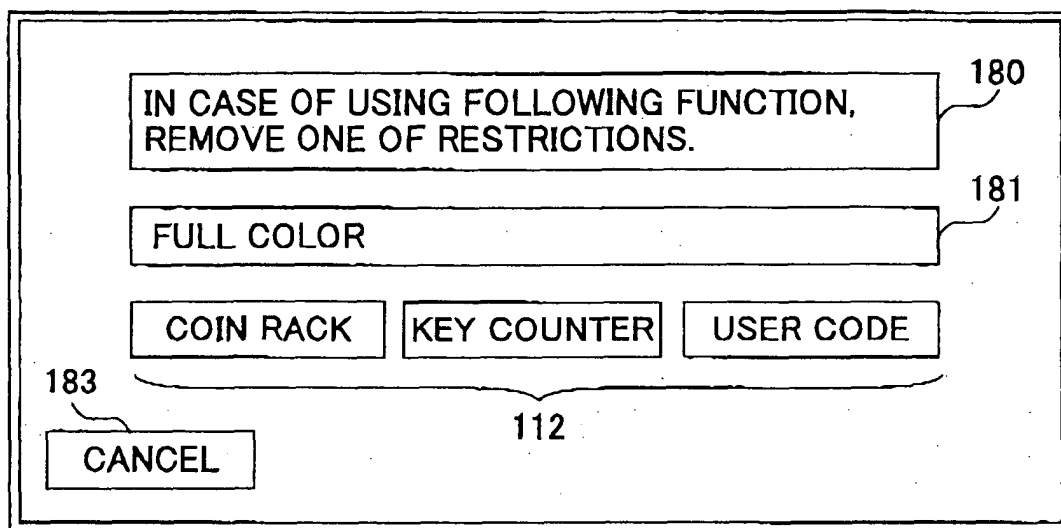 IN CASE OF USING FOLLOWING FUNCTION,
REMOVE ONE OF RESTRICTIONS.
180
FULL COLOR
181
COIN RACK KEY COUNTER USER CODE
112
183
CANCEL